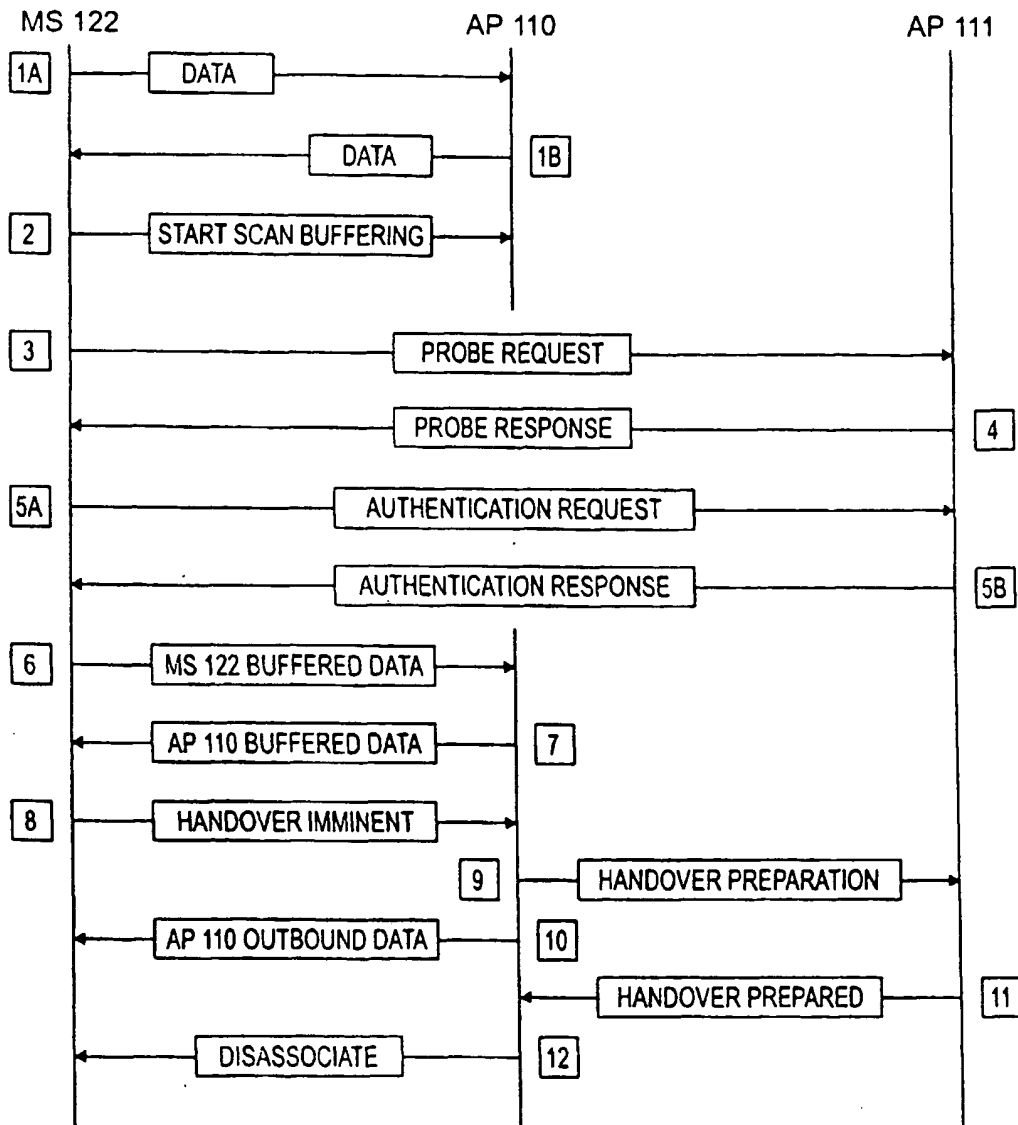 MS 122 AP 110 AP 111
1A DATA
DATA 1B
2 START SCAN BUFFERING
3 PROBE REQUEST
PROBE RESPONSE 4
5A AUTHENTICATION REQUEST
AUTHENTICATION RESPONSE 5B
6 MS 122 BUFFERED DATA
AP 110 BUFFERED DATA 7
8 HANDOVER IMMINENT
9 HANDOVER PREPARATION
AP 110 OUTBOUND DATA 10
HANDOVER PREPARED 11
DISASSOCIATE 12